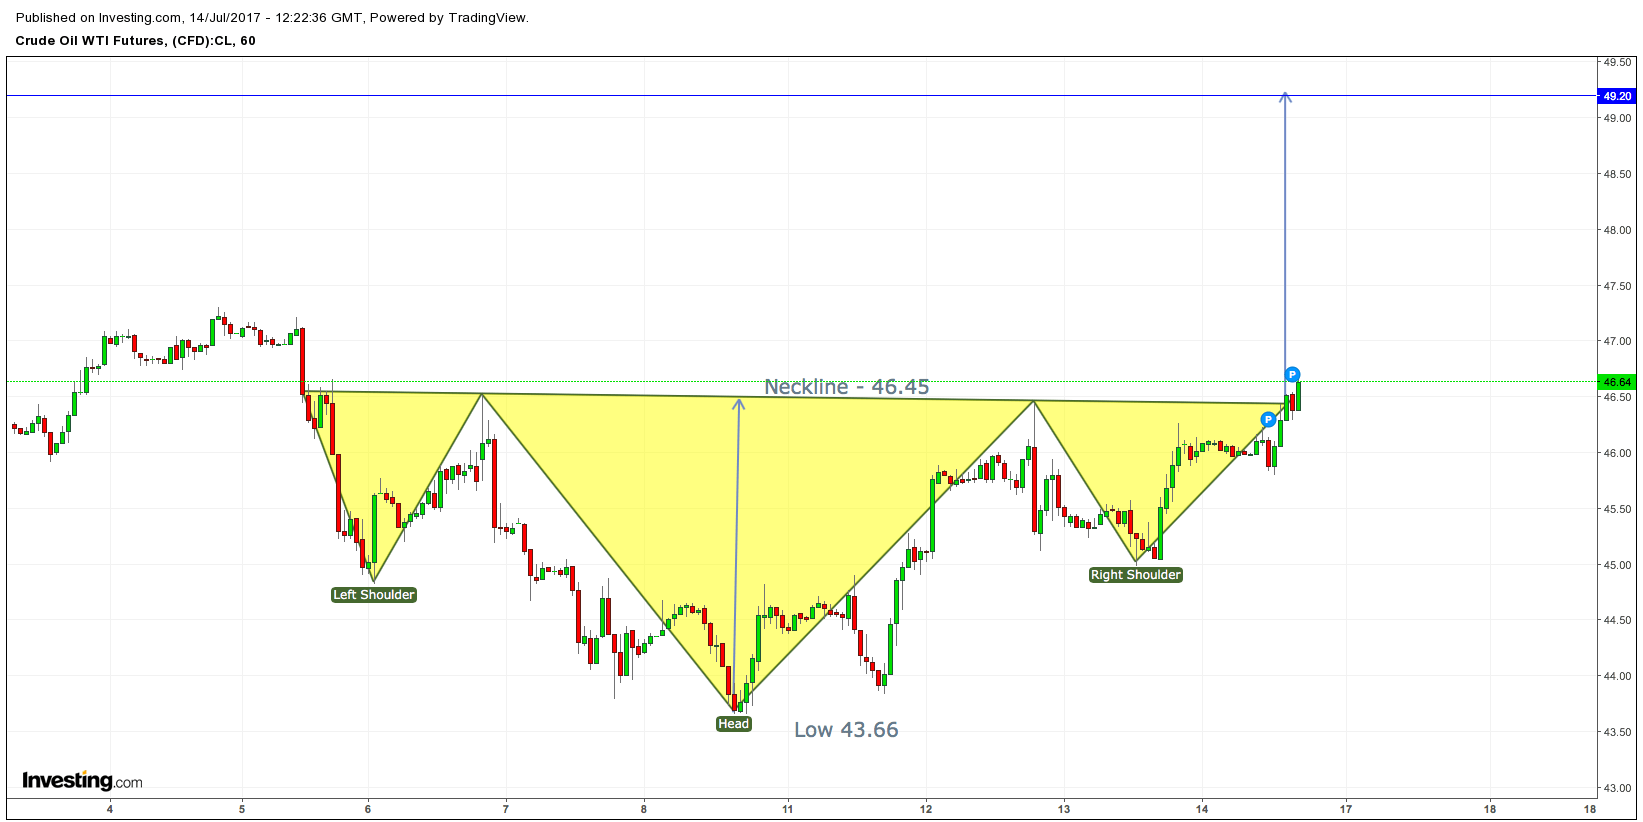 Published on Investing.com, 14/Jul/2017 - 12:22:36 GMT, Powered by TradingView.
Crude Oil WTI Futures, (CFD):CL, 60
49.50
49.20
49.00
48.50
48.00
47.50
47.00
46.64
46.50
46.00
45.50
45.00
44.50
44.00
43.50
43.00
Neckline - 46.45
P
P
Left Shoulder
Right Shoulder
Head
Low 43.66
Investing.com
4 5 6 7 8 11 12 13 14 17 18 18